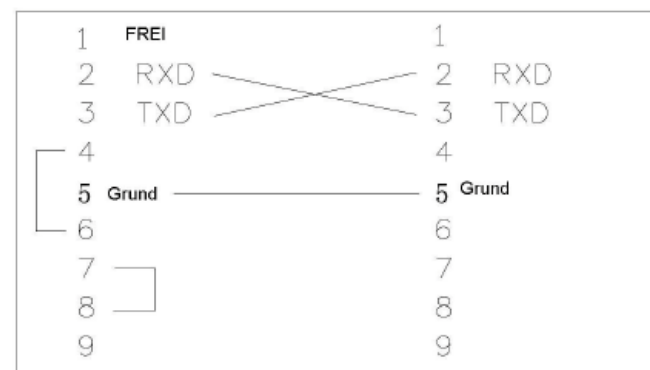 1 FREI 1
2 RXD 2 RXD
3 TXD 3 TXD
4 4
5 Grund 5 Grund
6 6
7 7
8 8
9 9